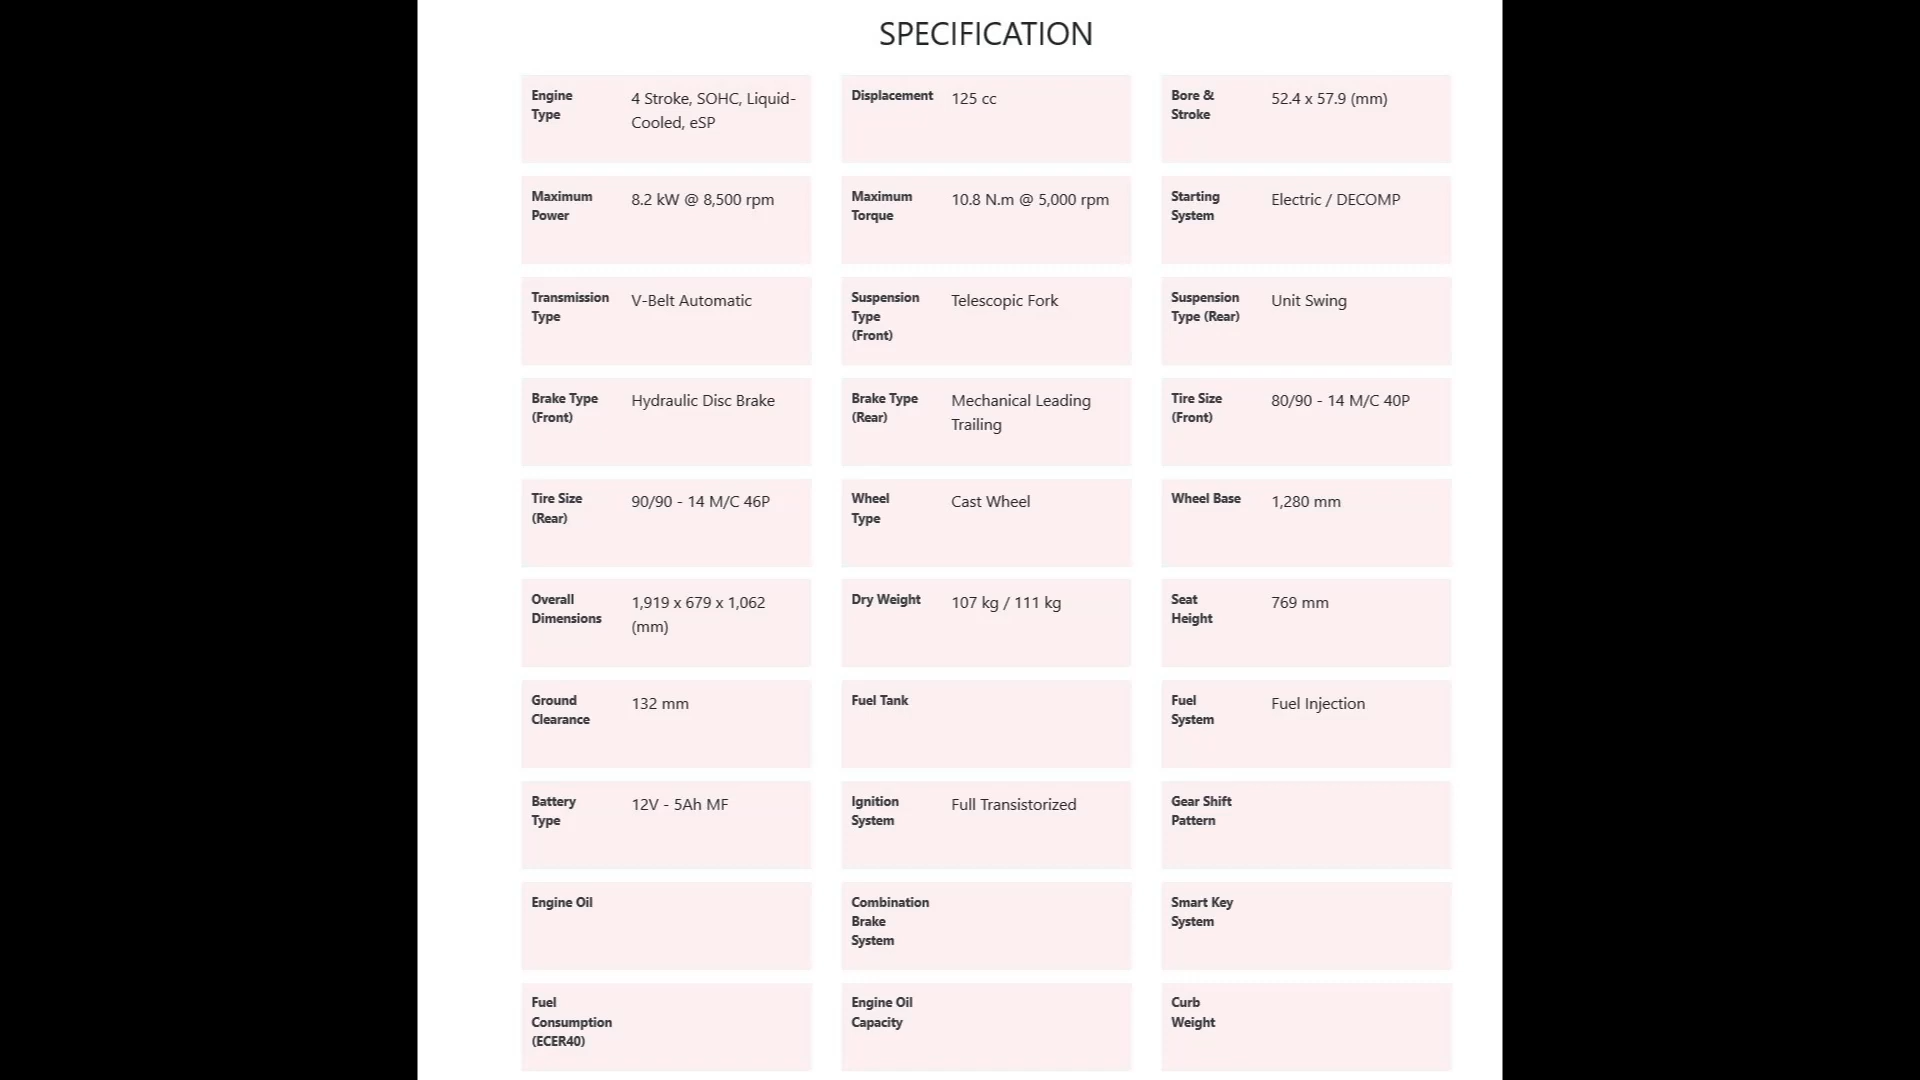 SPECIFICATION
Engine Type
4 Stroke, SOHC, Liquid-
Cooled, eSP
Displacement
125 cc
Bore &
Stroke
52.4 x 57.9 (mm)
Maximum
Power
8.2 kW @ 8,500 rpm
Maximum
Torque
10.8 N.m @ 5,000 rpm
Starting
System
Electric / DECOMP
Transmission
Type
V-Belt Automatic
Suspension
Type
(Front)
Telescopic Fork
Suspension
Type (Rear)
Unit Swing
Brake Type
(Front)
Hydraulic Disc Brake
Brake Type
(Rear)
Mechanical Leading
Trailing
Tire Size
(Front)
80/90 - 14 M/C 40P
Tire Size
(Rear)
90/90 - 14 M/C 46P
Wheel
Type
Cast Wheel
Wheel Base
1,280 mm
Overall
Dimensions
1,919 x 679 x 1,062
(mm)
Dry Weight
107 kg / 111 kg
Seat
Height
769 mm
Ground
Clearance
132 mm
Fuel Tank
Fuel
System
Fuel Injection
Battery
Type
12V - 5Ah MF
Ignition
System
Full Transistorized
Gear Shift
Pattern
Engine Oil
Combination
Brake
System
Smart Key
System
Fuel
Consumption
(ECER40)
Engine Oil
Capacity
Curb
Weight